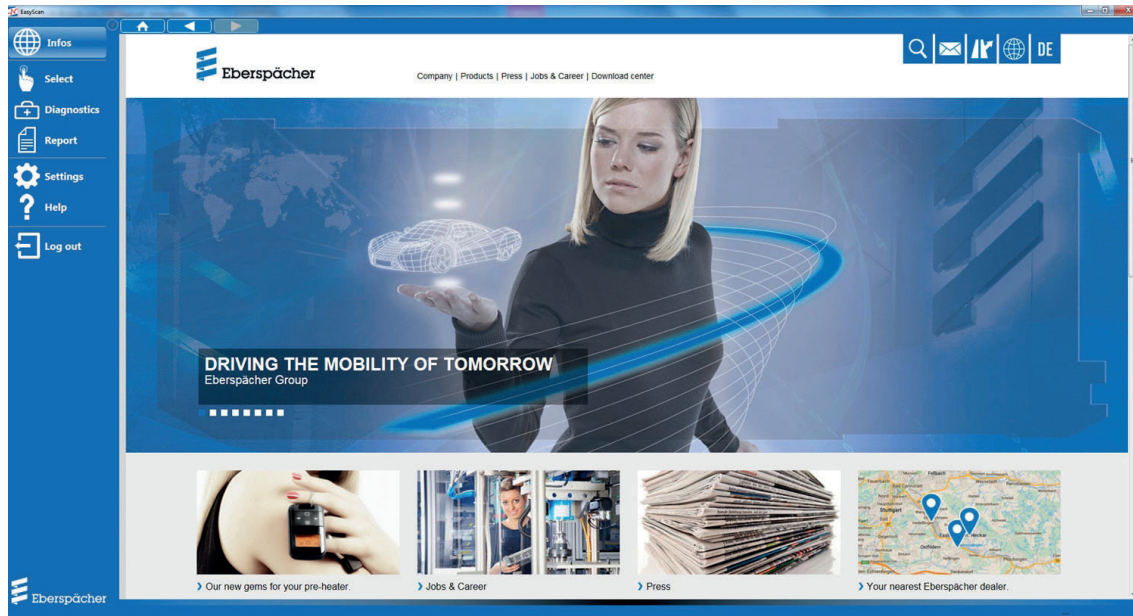 EasyScan
Infos
Select
Diagnostics
Report
Settings
Help
Log out
Eberspächer
DE
Company | Products | Press | Jobs & Career | Download center
DRIVING THE MOBILITY OF TOMORROW
Eberspächer Group
Stuttgart
Ostfildern
› Our new gems for your pre-heater.
› Jobs & Career
› Press
› Your nearest Eberspächer dealer.
Eberspächer